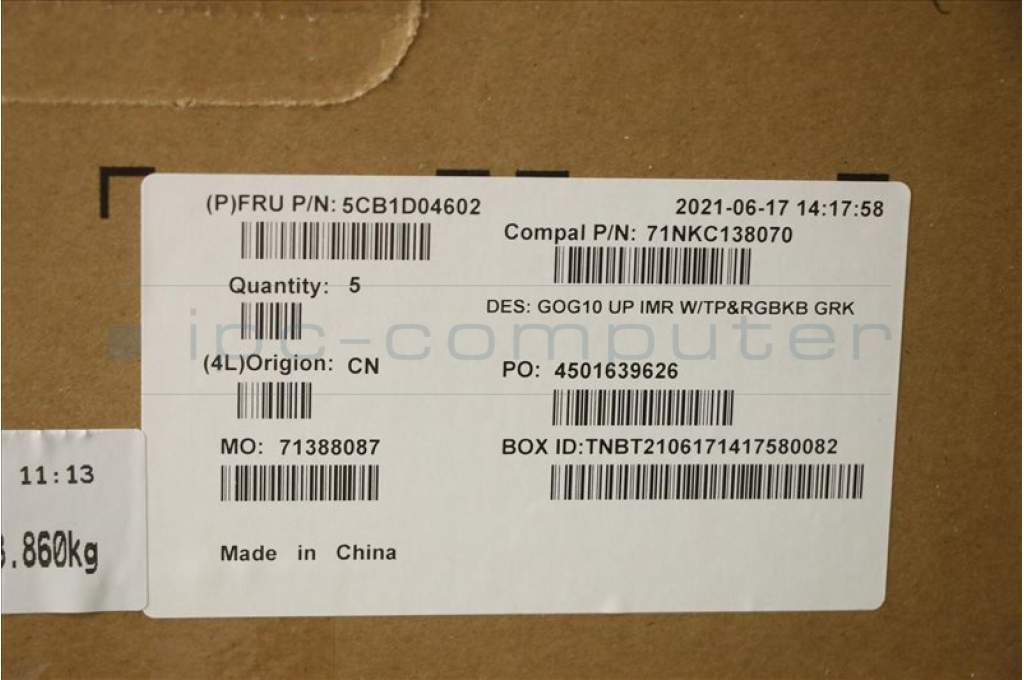 (P)FRU P/N: 5CB1D04602
2021-06-17 14:17:58
Compal P/N: 71NKC138070
Quantity: 5
DES: GOG10 UP IMR W/TP&RGBKB GRK
ipc-computer
(4L)Origion: CN
PO: 4501639626
MO: 71388087
BOX ID:TNBT2106171417580082
Made in China
11:13
.860kg